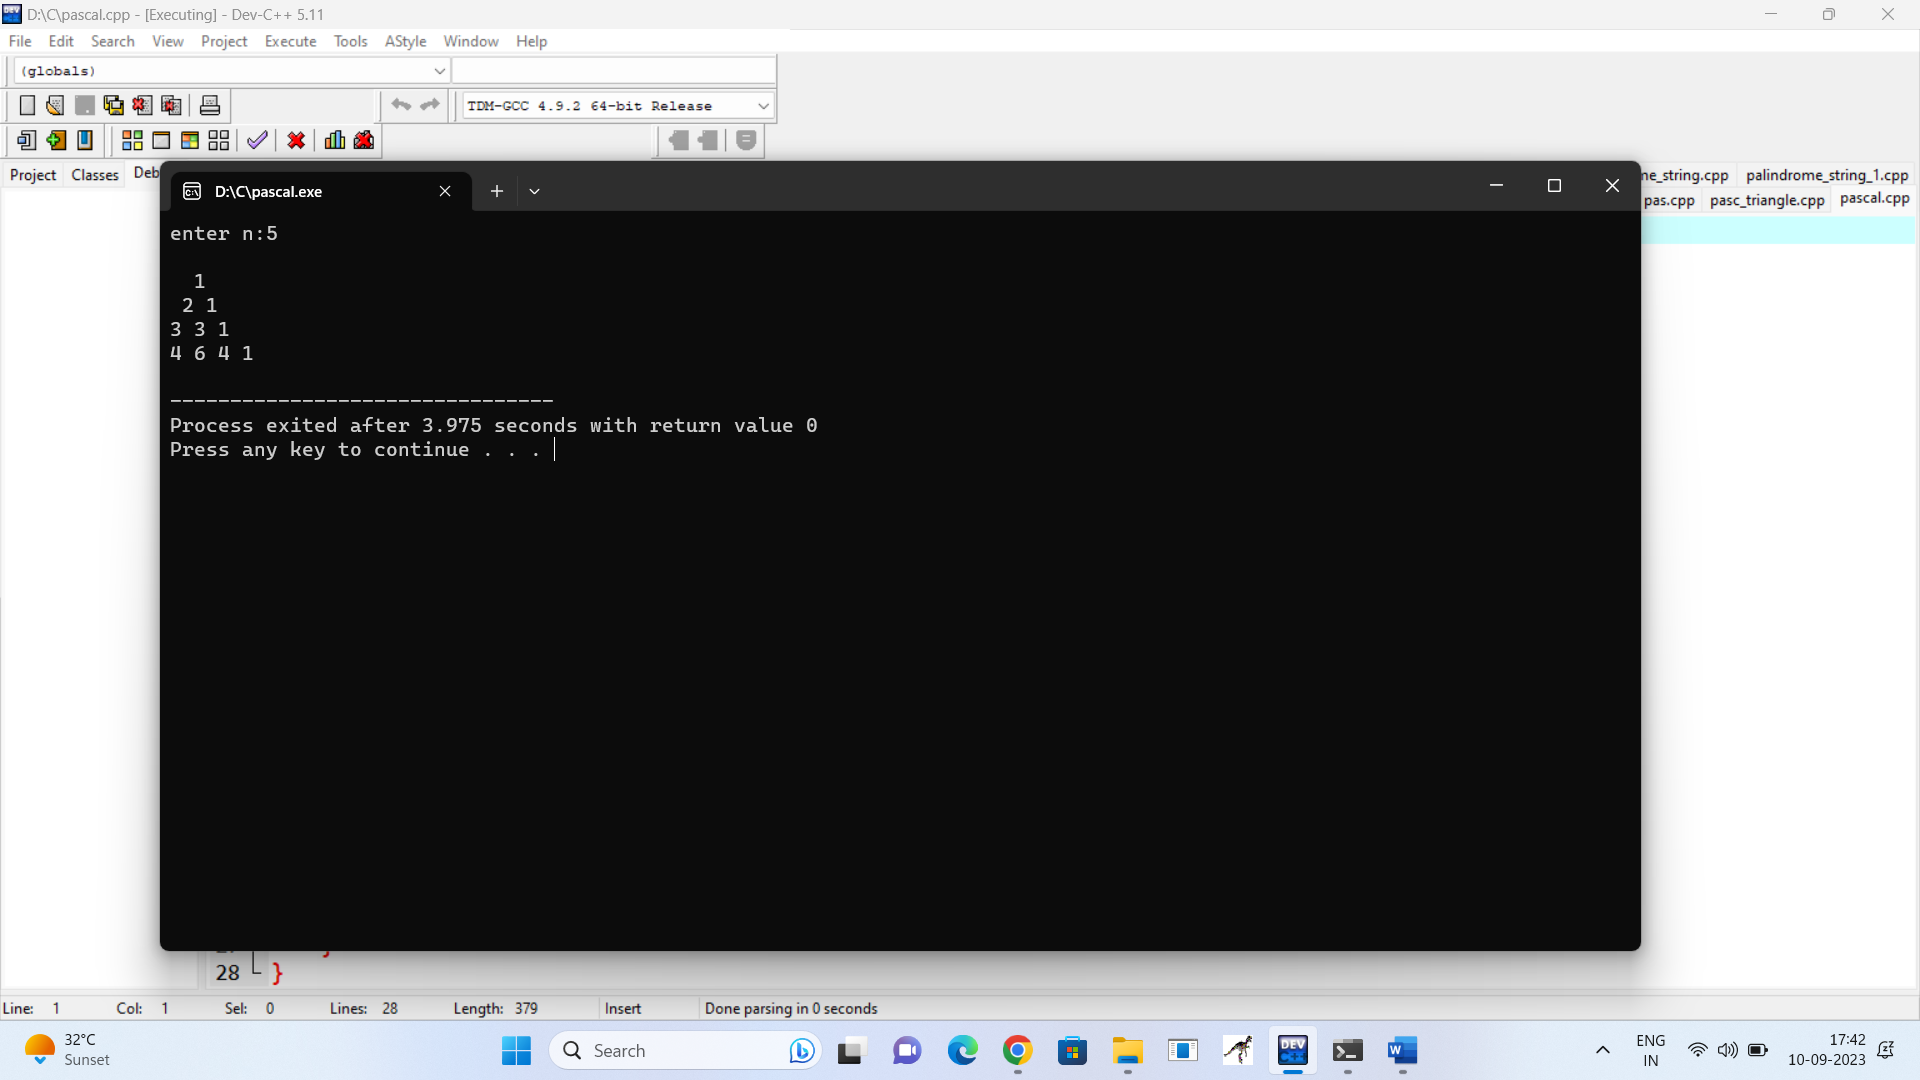 D:\C\pascal.cpp - [Executing] - Dev-C++ 5.11
File Edit Search View Project Execute Tools AStyle Window Help
(globals)
TDM-GCC 4.9.2 64-bit Release
Project Classes Deb
ne_string.cpp palindrome_string_1.cpp
pas.cpp pasc_triangle.cpp pascal.cpp
D:\C\pascal.exe
enter n:5
1
2 1
3 3 1
4 6 4 1
--------------------------------
Process exited after 3.975 seconds with return value 0
Press any key to continue . . .
28 }
Line: 1 Col: 1 Sel: 0 Lines: 28 Length: 379 Insert Done parsing in 0 seconds
32°C
Sunset
Search
DEV C++
ENG
IN
17:42
10-09-2023